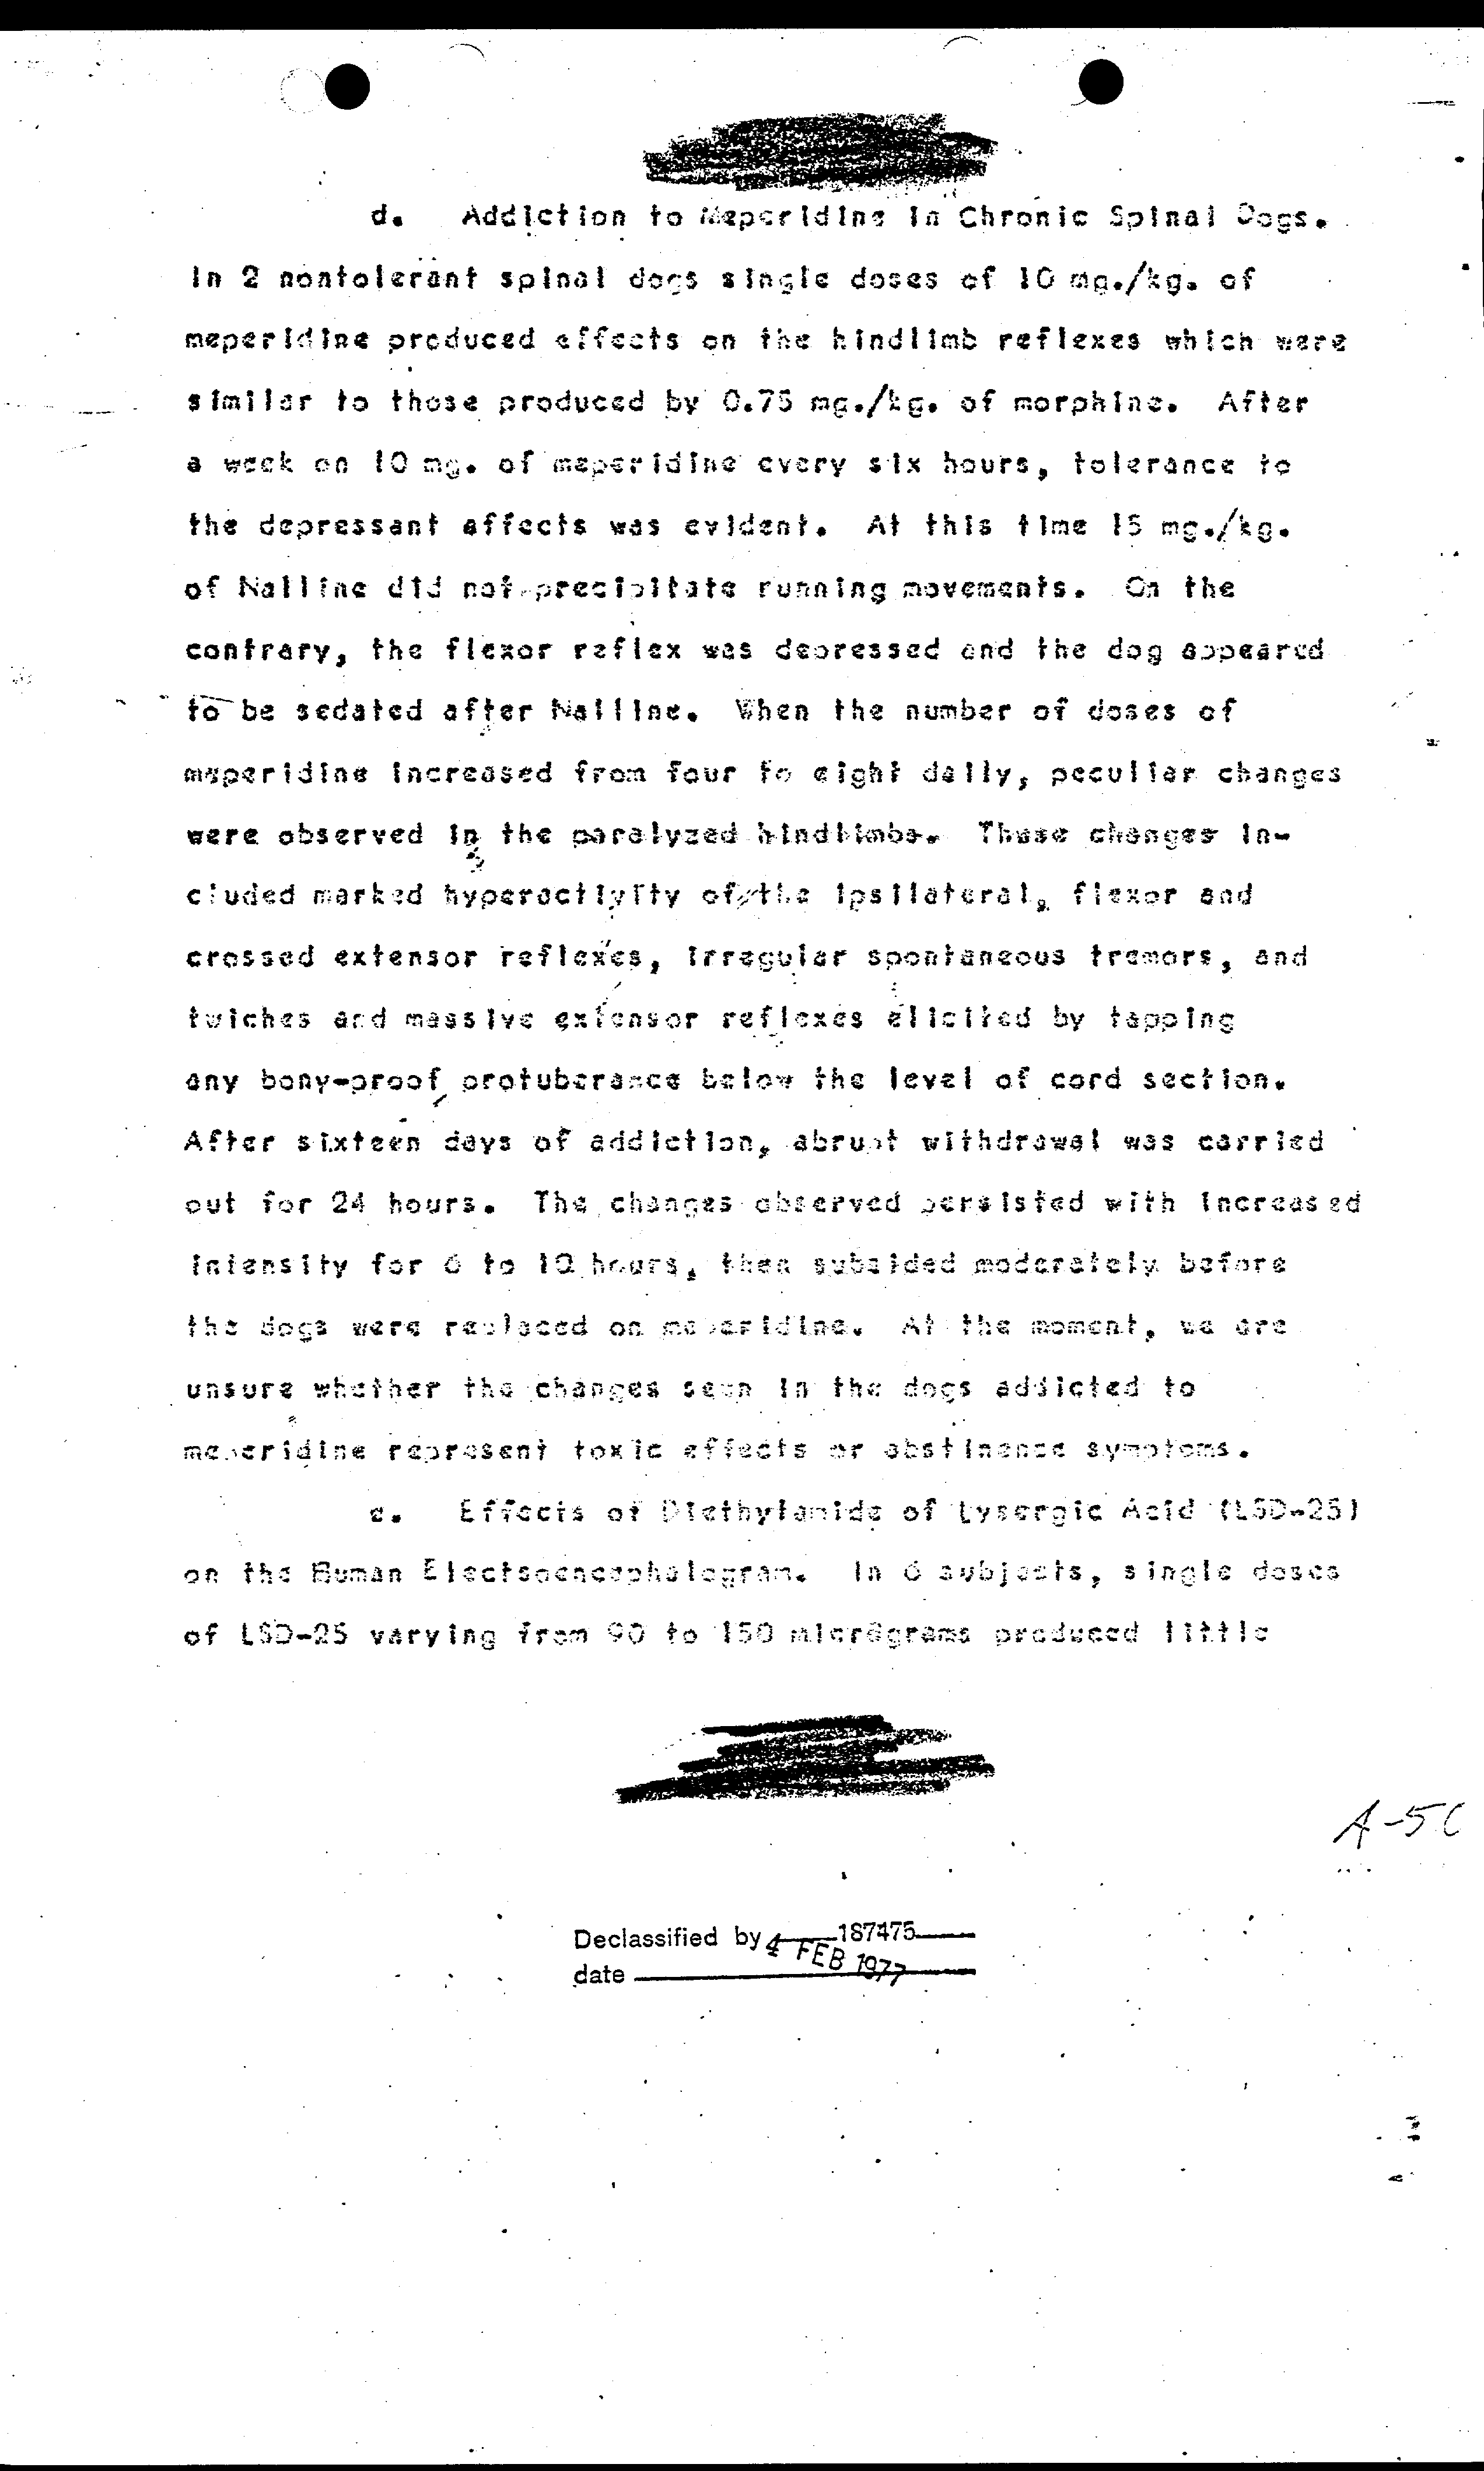 d. Addiction to Meperidine in Chronic Spinal Dogs.
In 2 nontolerant spinal dogs single doses of 10 mg./kg. of
meperidine produced effects on the hindlimb reflexes which were
similar to those produced by 0.75 mg./kg. of morphine. After
a week on 10 mg. of meperidine every six hours, tolerance to
the depressant affects was evident. At this time 15 mg./kg.
of Nalline did not precipitate running movements. On the
contrary, the flexor reflex was depressed and the dog appeared
to be sedated after Nalline. When the number of doses of
meperidine increased from four to eight daily, peculiar changes
were observed in the paralyzed hindlimbs. These changes in-
cluded marked hyperactivity of the ipsilateral, flexor and
crossed extensor reflexes, irregular spontaneous tremors, and
twiches and massive extensor reflexes elicited by tapping
any bony-proof protuberance below the level of cord section.
After sixteen days of addiction, abrupt withdrawal was carried
out for 24 hours. The changes observed persisted with increased
intensity for 6 to 10 hours, then subsided moderately before
the dogs were replaced on meperidine. At the moment, we are
unsure whether the changes seen in the dogs addicted to
meperidine represent toxic effects or abstinence symptoms.
e. Effects of Diethylamide of Lysergic Acid (LSD-25)
on the Human Electsoencephalogram. In 6 subjects, single doses
of LSD-25 varying from 90 to 150 micrograms produced little
A-5C
Declassified by 187475
date 4 FEB 1977